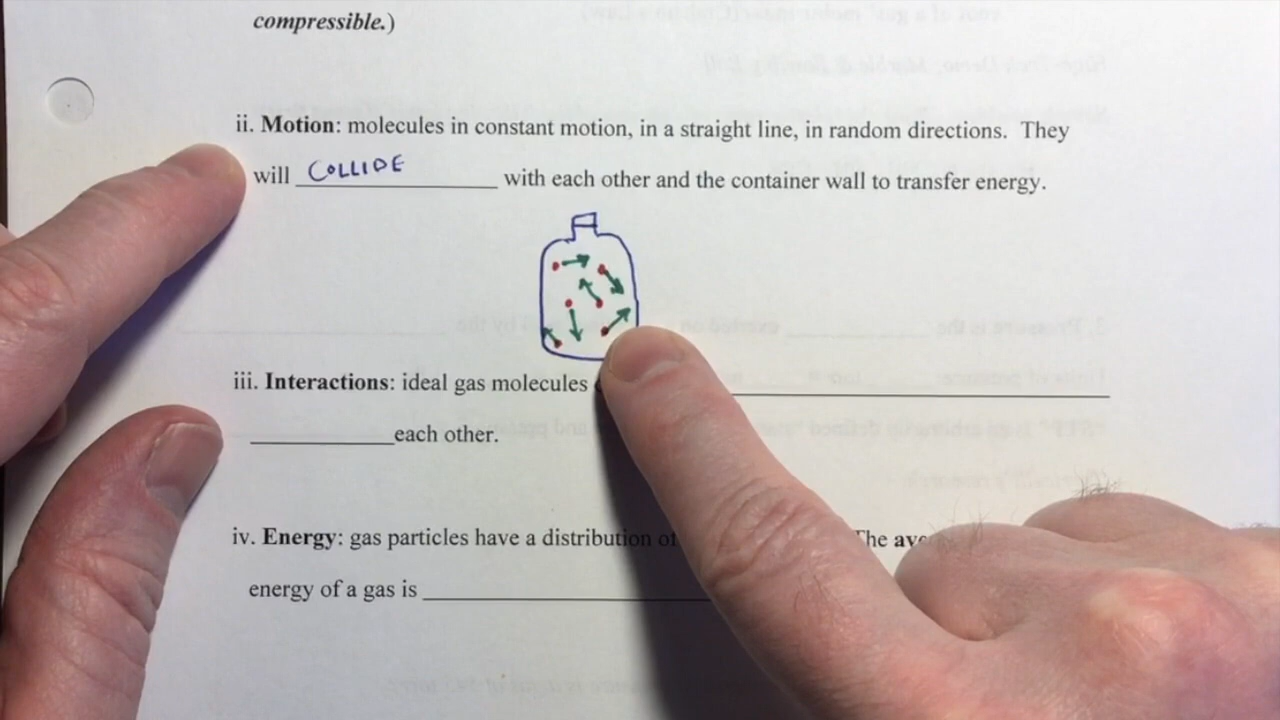 compressible.)
ii. Motion: molecules in constant motion, in a straight line, in random directions. They
will COLLIDE with each other and the container wall to transfer energy.
iii. Interactions: ideal gas molecules
each other.
iv. Energy: gas particles have a distribution of The
energy of a gas is